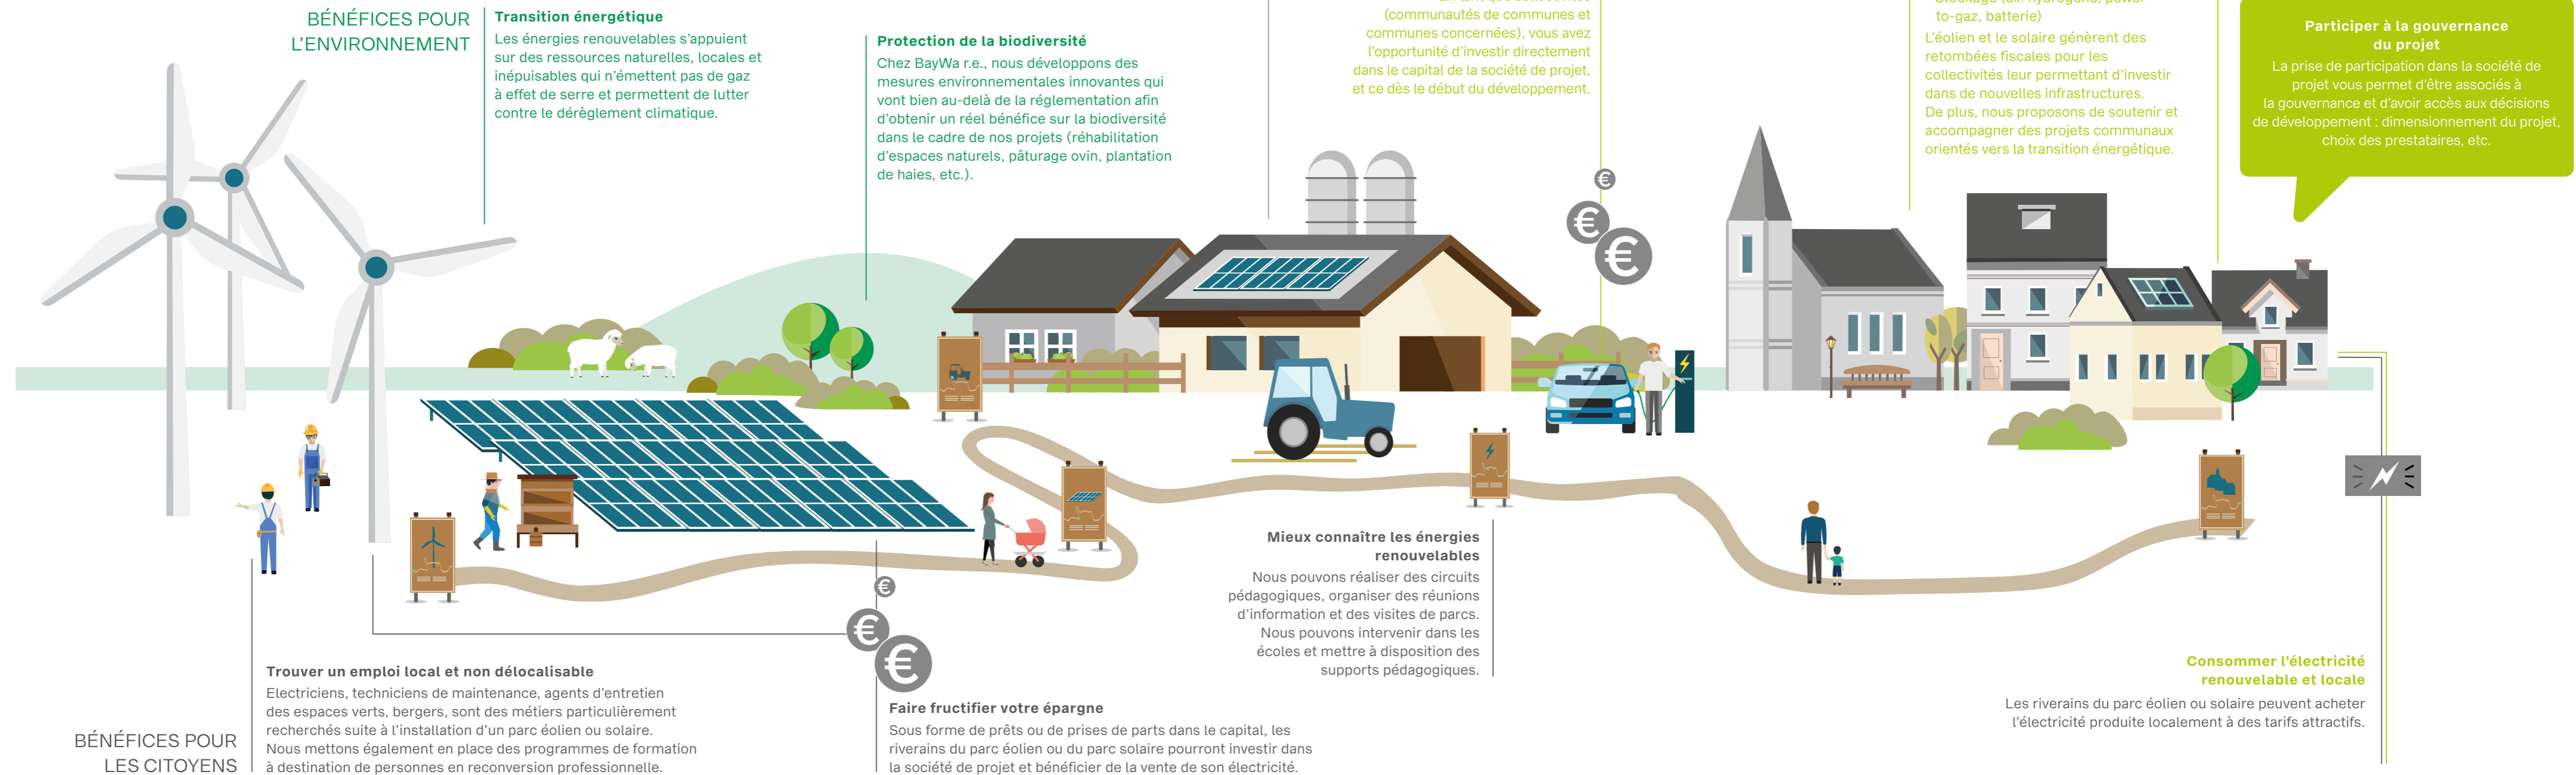 BÉNÉFICES POUR
L'ENVIRONNEMENT
Transition énergétique
Les énergies renouvelables s'appuient
sur des ressources naturelles, locales et
inépuisables qui n'émettent pas de gaz
à effet de serre et permettent de lutter
contre le dérèglement climatique.
Protection de la biodiversité
Chez BayWa r.e., nous développons des
mesures environnementales innovantes qui
vont bien au-delà de la réglementation afin
d'obtenir un réel bénéfice sur la biodiversité
dans le cadre de nos projets (réhabilitation
d'espaces naturels, pâturage ovin, plantation
de haies, etc.).
(communautés de communes et
communes concernées), vous avez
l'opportunité d'investir directement
dans le capital de la société de projet,
et ce dès le début du développement.
to-gaz, batterie)
L'éolien et le solaire génèrent des
retombées fiscales pour les
collectivités leur permettant d'investir
dans de nouvelles infrastructures.
De plus, nous proposons de soutenir et
accompagner des projets communaux
orientés vers la transition énergétique.
Participer à la gouvernance
du projet
La prise de participation dans la société de
projet vous permet d'être associés à
la gouvernance et d'avoir accès aux décisions
de développement : dimensionnement du projet,
choix des prestataires, etc.
€
€
€
Mieux connaître les énergies
renouvelables
Nous pouvons réaliser des circuits
pédagogiques, organiser des réunions
d'information et des visites de parcs.
Nous pouvons intervenir dans les
écoles et mettre à disposition des
supports pédagogiques.
€
€
€
BÉNÉFICES POUR
LES CITOYENS
Trouver un emploi local et non délocalisable
Electriciens, techniciens de maintenance, agents d'entretien
des espaces verts, bergers, sont des métiers particulièrement
recherchés suite à l'installation d'un parc éolien ou solaire.
Nous mettons également en place des programmes de formation
à destination de personnes en reconversion professionnelle.
Faire fructifier votre épargne
Sous forme de prêts ou de prises de parts dans le capital, les
riverains du parc éolien ou du parc solaire pourront investir dans
la société de projet et bénéficier de la vente de son électricité.
Consommer l'électricité
renouvelable et locale
Les riverains du parc éolien ou solaire peuvent acheter
l'électricité produite localement à des tarifs attractifs.